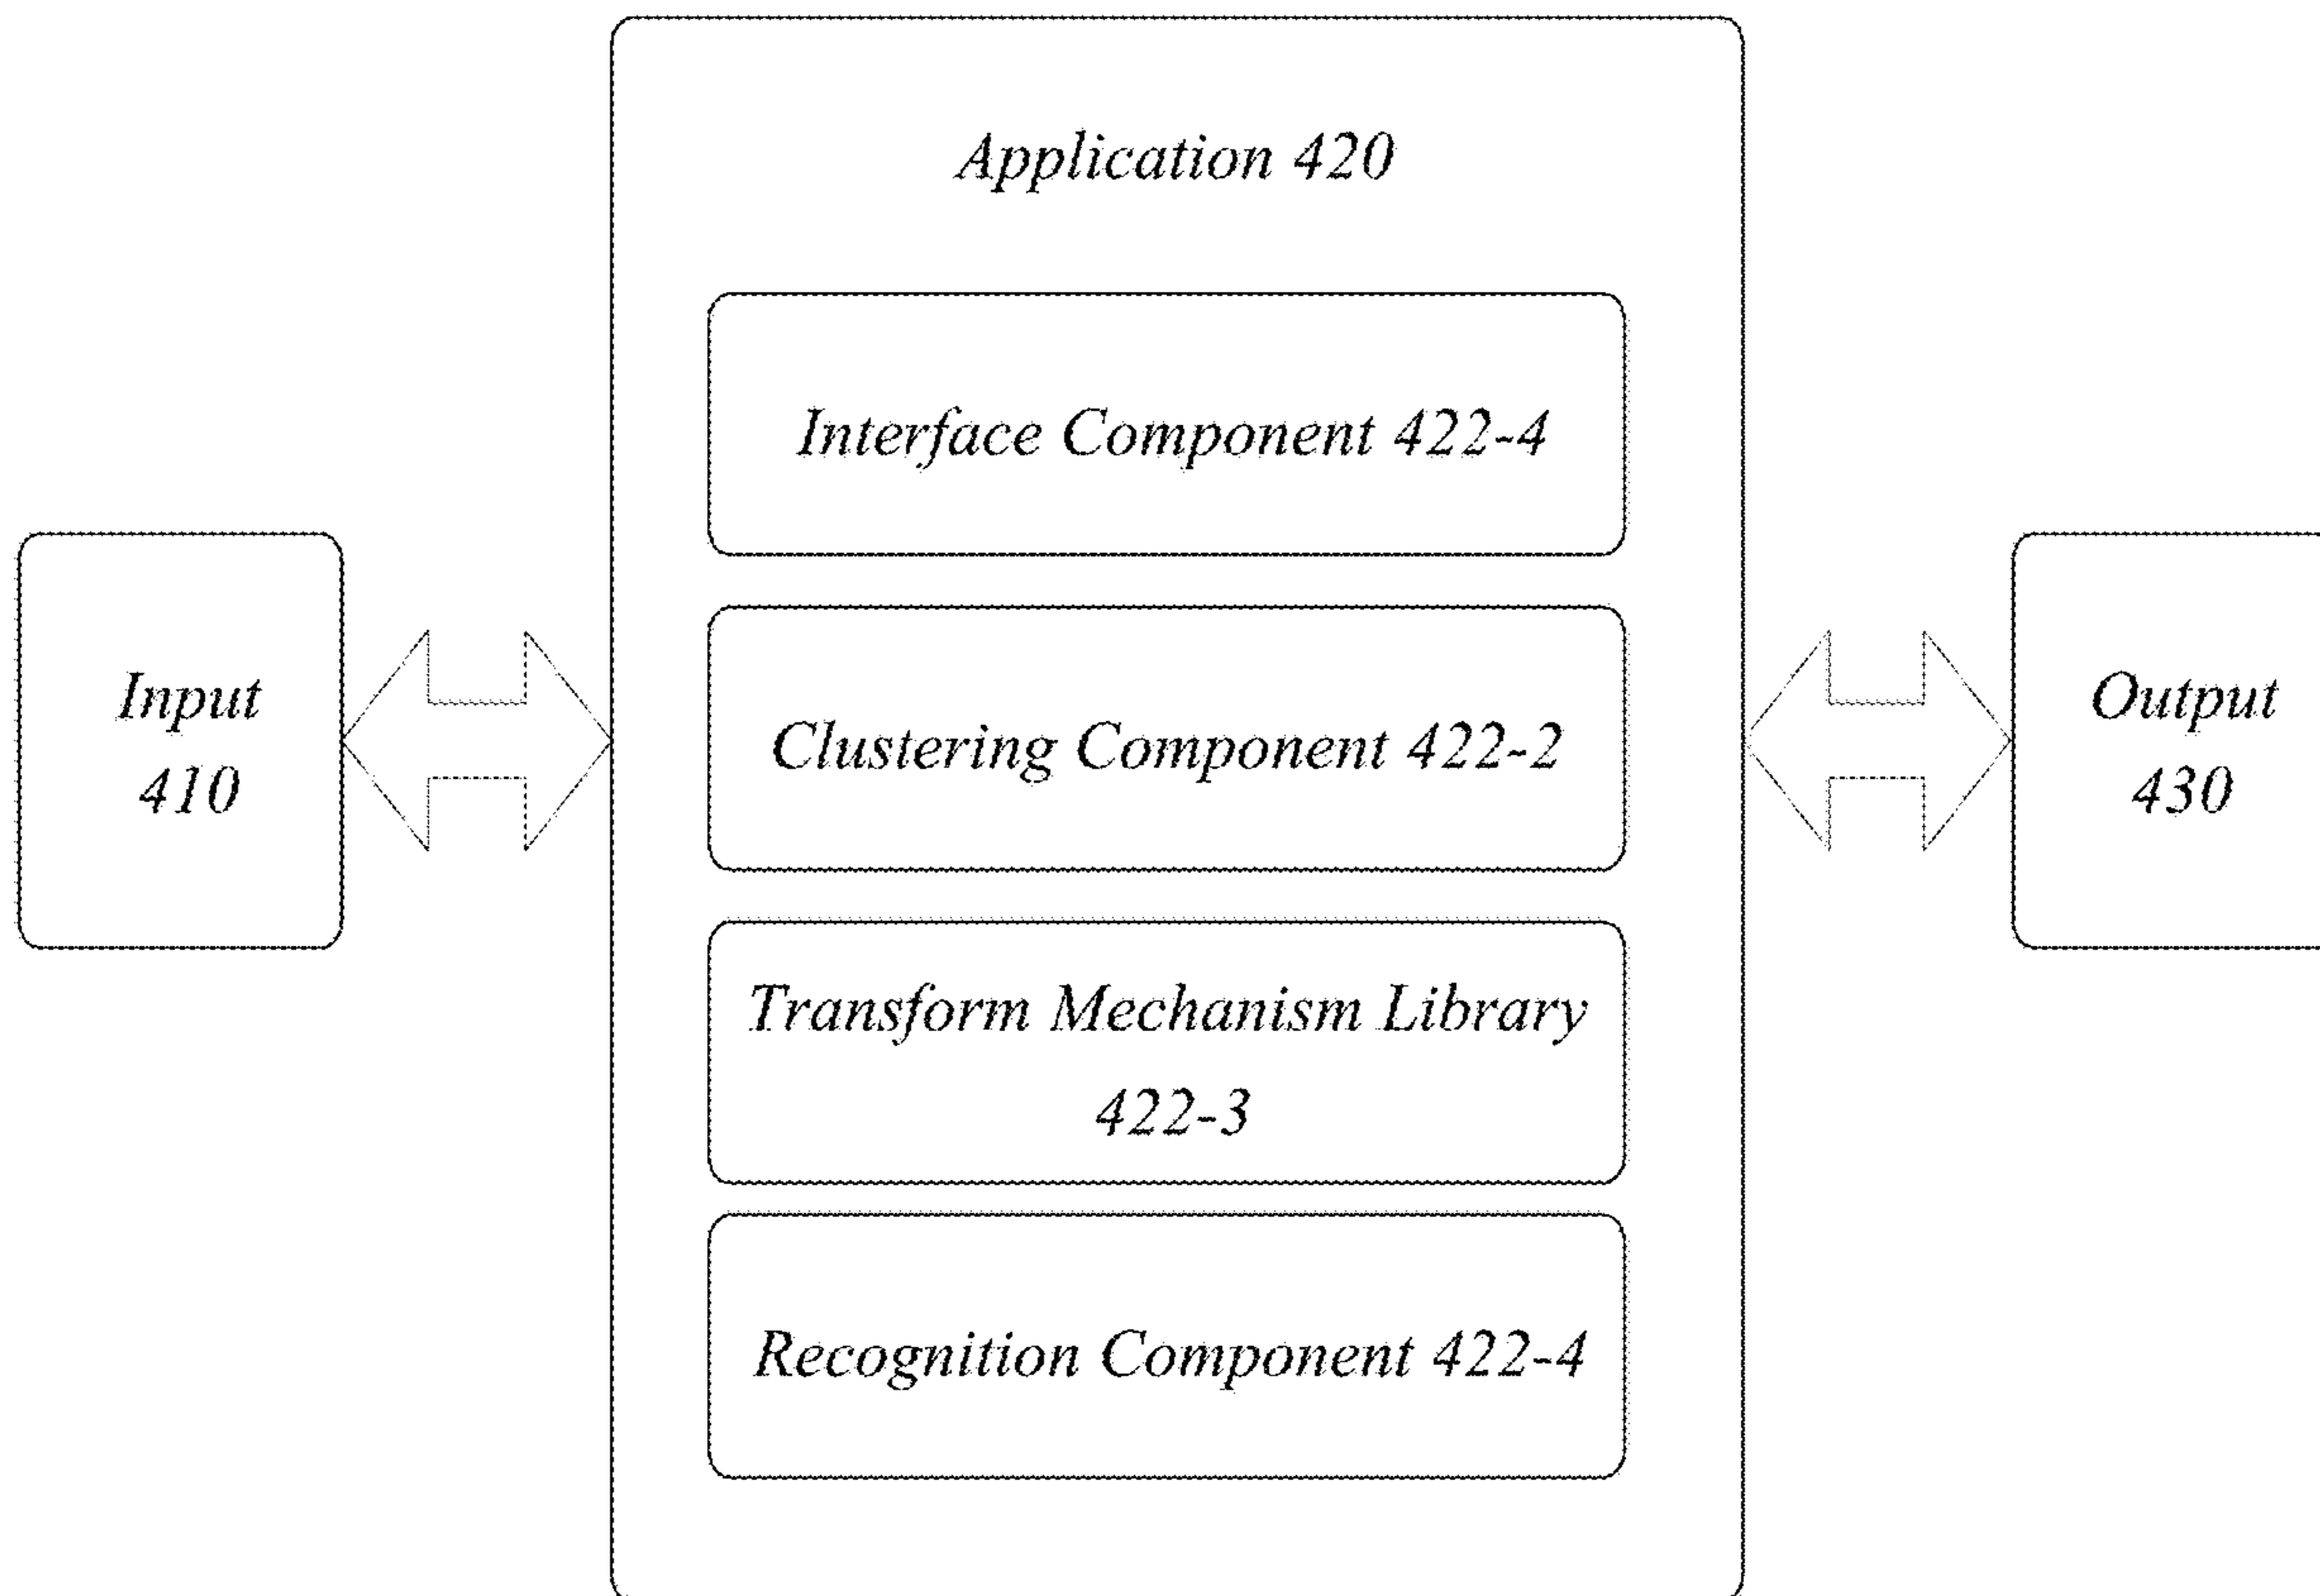 Application 420
Interface Component 422-4
Input
410
Clustering Component 422-2
Output
430
Transform Mechanism Library
422-3
Recognition Component 422-4